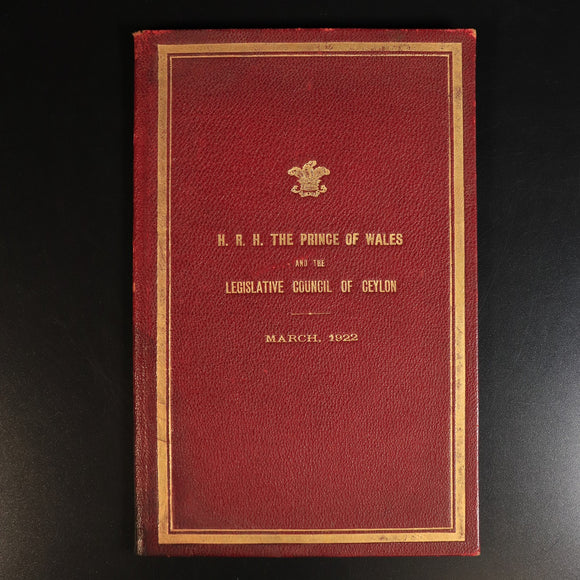 H. R. H. THE PRINCE OF WALES
AND THE
LEGISLATIVE COUNCIL OF CEYLON
MARCH, 1922